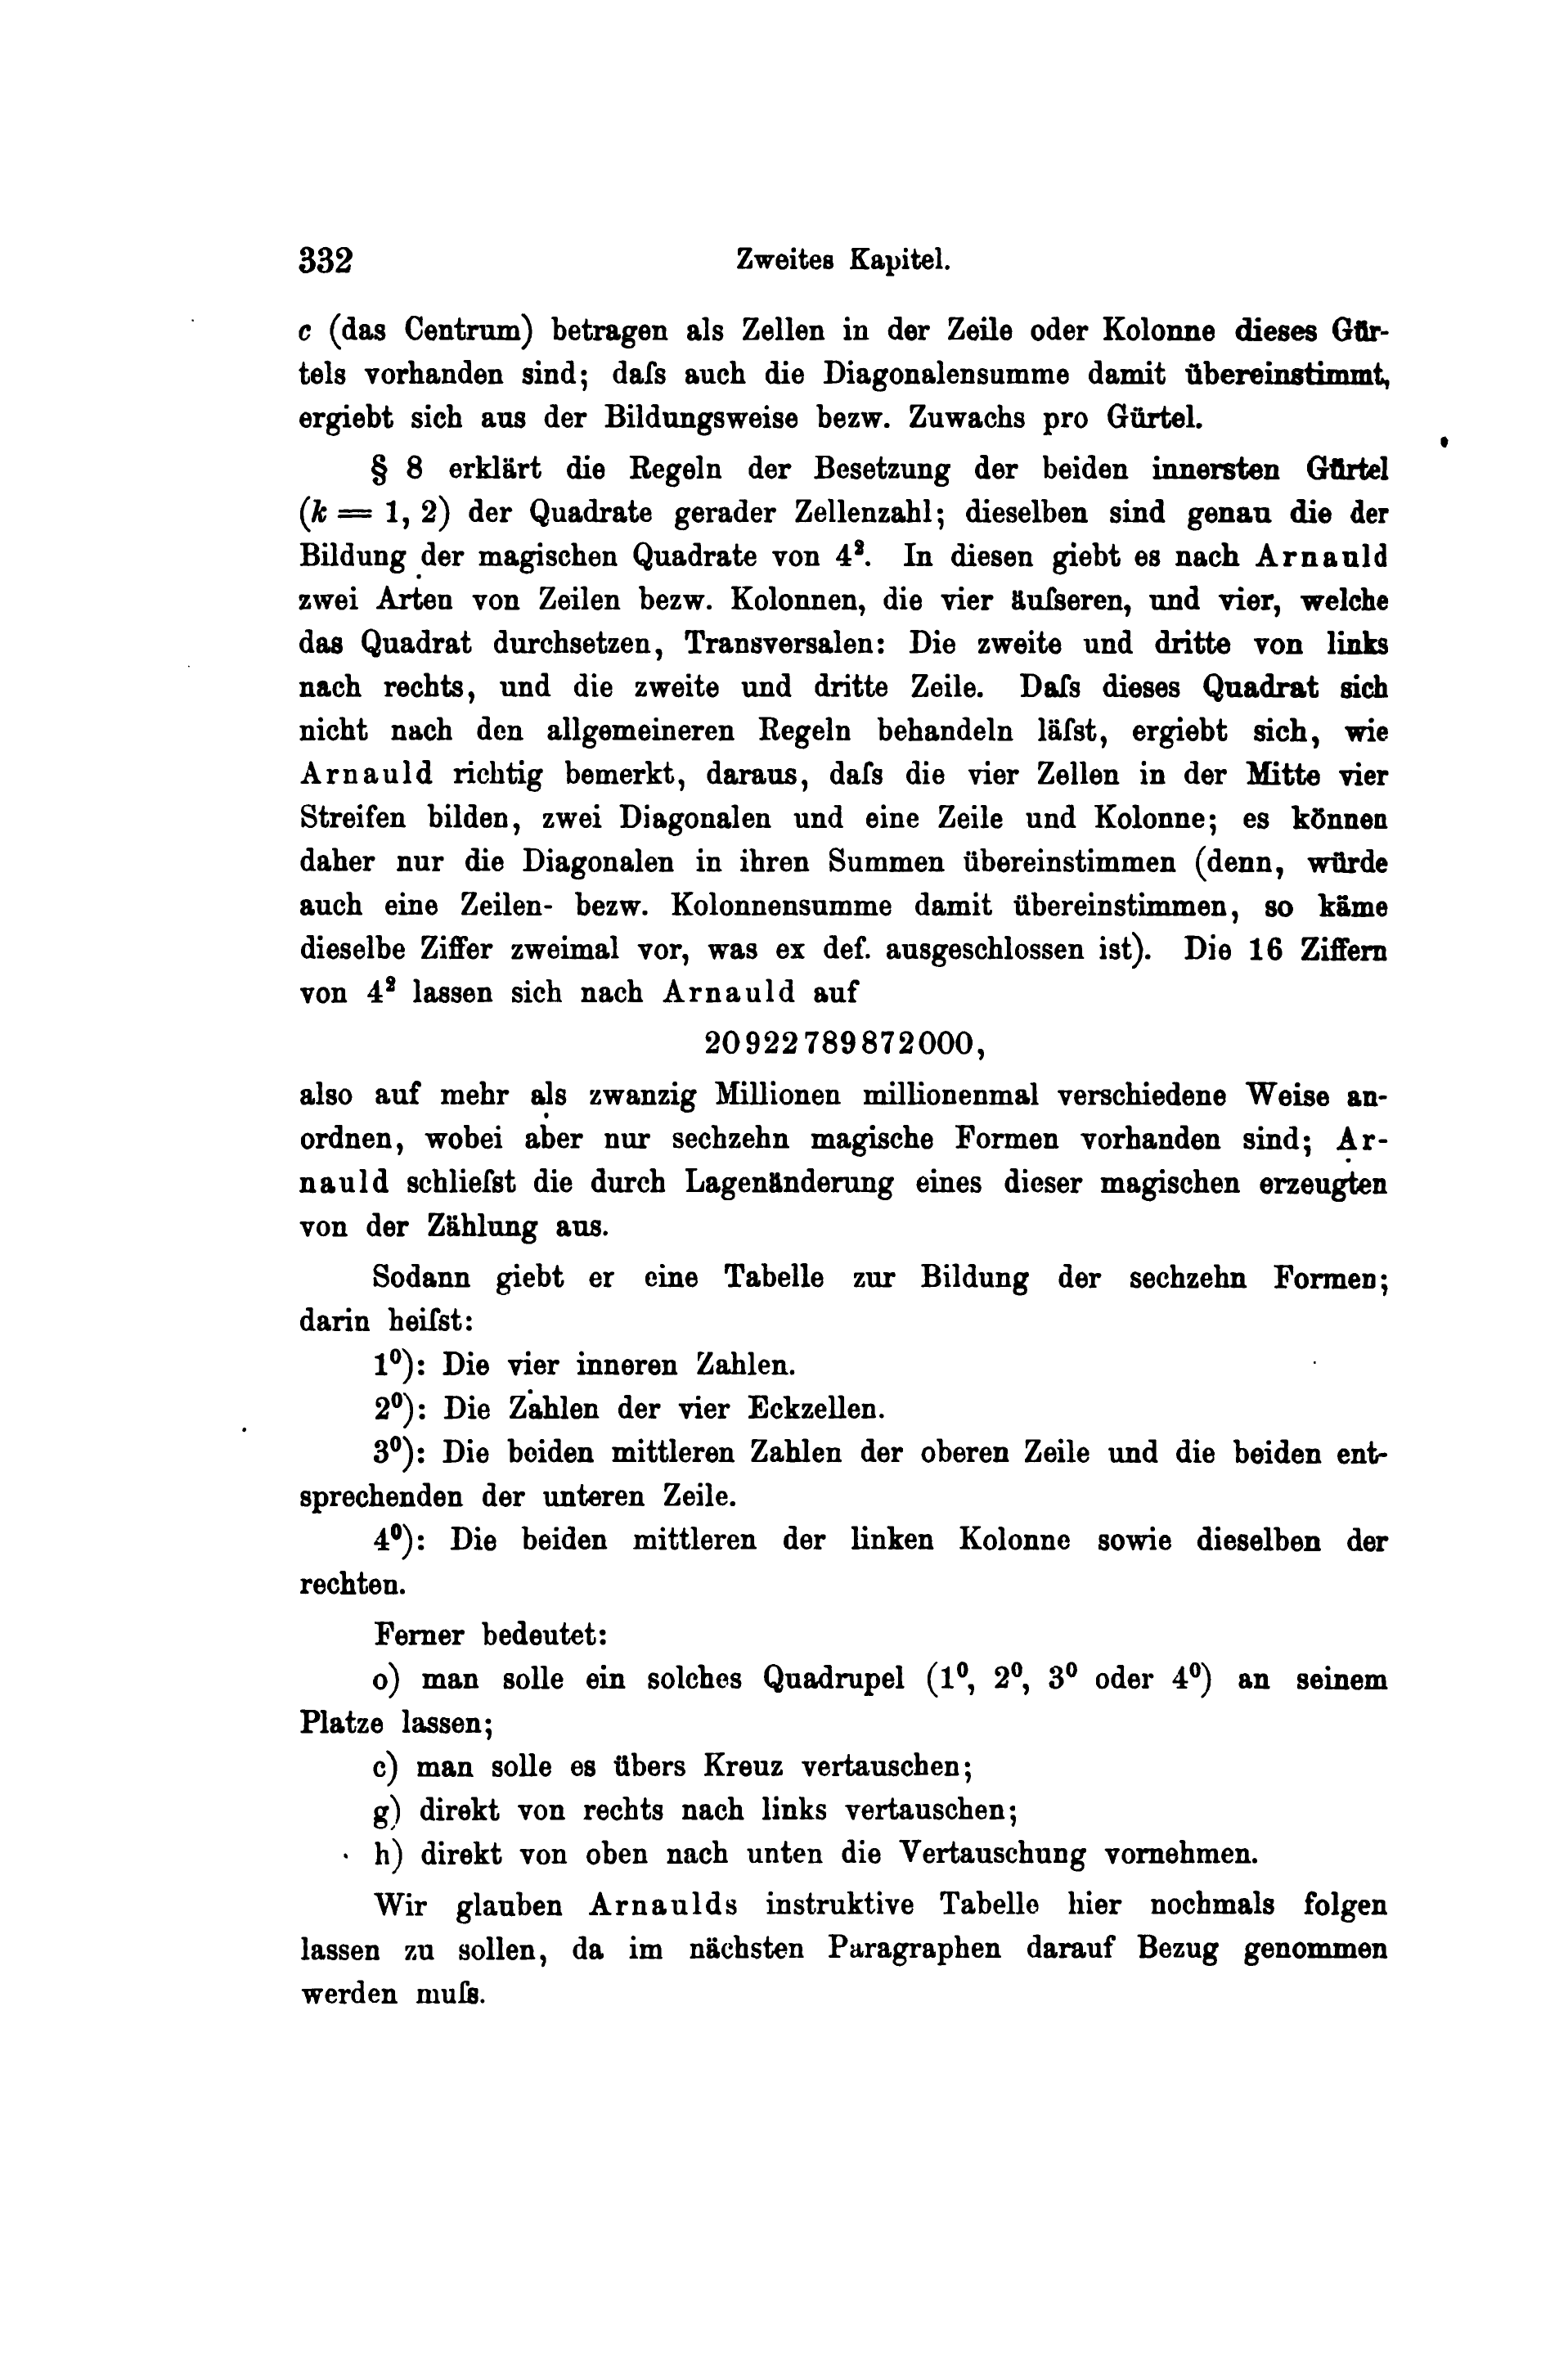 332 Zweites Kapitel.
c (das Centrum) betragen als Zellen in der Zeile oder Kolonne dieses Gür-
tels vorhanden sind; daſs auch die Diagonalensumme damit übereinstimmt,
ergiebt sich aus der Bildungsweise bezw. Zuwachs pro Gürtel.
§ 8 erklärt die Regeln der Besetzung der beiden innersten Gürtel
(k = 1, 2) der Quadrate gerader Zellenzahl; dieselben sind genau die der
Bildung der magischen Quadrate von 4². In diesen giebt es nach Arnauld
zwei Arten von Zeilen bezw. Kolonnen, die vier äuſseren, und vier, welche
das Quadrat durchsetzen, Transversalen: Die zweite und dritte von links
nach rechts, und die zweite und dritte Zeile. Daſs dieses Quadrat sich
nicht nach den allgemeineren Regeln behandeln läſst, ergiebt sich, wie
Arnauld richtig bemerkt, daraus, daſs die vier Zellen in der Mitte vier
Streifen bilden, zwei Diagonalen und eine Zeile und Kolonne; es können
daher nur die Diagonalen in ihren Summen übereinstimmen (denn, würde
auch eine Zeilen- bezw. Kolonnensumme damit übereinstimmen, so käme
dieselbe Ziffer zweimal vor, was ex def. ausgeschlossen ist). Die 16 Ziffern
von 4² lassen sich nach Arnauld auf
20922789872000,
also auf mehr als zwanzig Millionen millionenmal verschiedene Weise an-
ordnen, wobei aber nur sechzehn magische Formen vorhanden sind; Ar-
nauld schlieſst die durch Lagenänderung eines dieser magischen erzeugten
von der Zählung aus.
Sodann giebt er eine Tabelle zur Bildung der sechzehn Formen;
darin heiſst:
1⁰): Die vier inneren Zahlen.
2⁰): Die Zahlen der vier Eckzellen.
3⁰): Die beiden mittleren Zahlen der oberen Zeile und die beiden ent-
sprechenden der unteren Zeile.
4⁰): Die beiden mittleren der linken Kolonne sowie dieselben der
rechten.
Ferner bedeutet:
o) man solle ein solches Quadrupel (1⁰, 2⁰, 3⁰ oder 4⁰) an seinem
Platze lassen;
c) man solle es übers Kreuz vertauschen;
g) direkt von rechts nach links vertauschen;
h) direkt von oben nach unten die Vertauschung vornehmen.
Wir glauben Arnaulds instruktive Tabelle hier nochmals folgen
lassen zu sollen, da im nächsten Paragraphen darauf Bezug genommen
werden muſs.